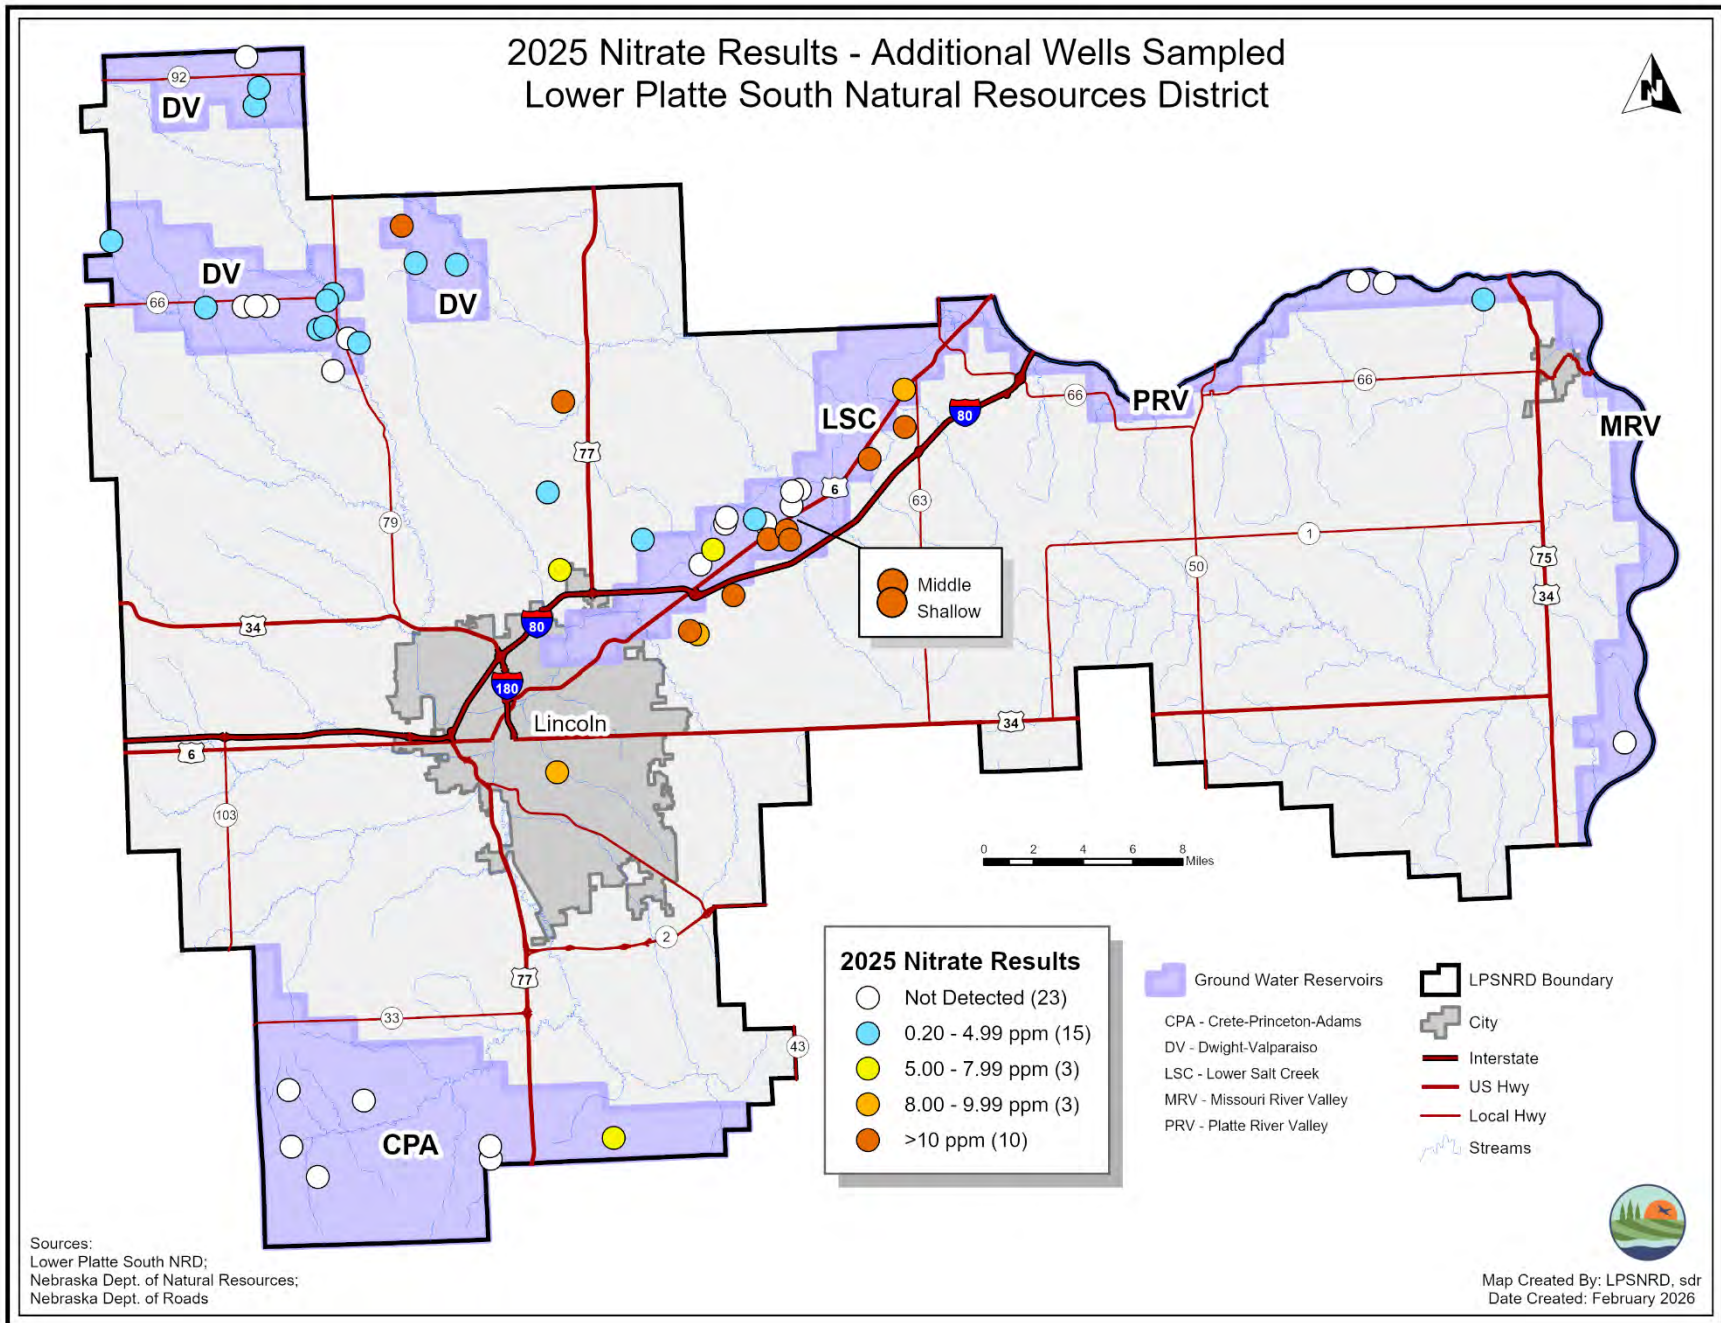 2025 Nitrate Results - Additional Wells Sampled
Lower Platte South Natural Resources District
N
92
DV
DV
66
DV
77
79
LSC
6
80
63
66
PRV
66
MRV
50
1
75
34
Middle
Shallow
34
80
180
Lincoln
34
6
103
0 2 4 6 8
Miles
2
77
33
43
CPA
2025 Nitrate Results
Not Detected (23)
0.20 - 4.99 ppm (15)
5.00 - 7.99 ppm (3)
8.00 - 9.99 ppm (3)
>10 ppm (10)
Ground Water Reservoirs
CPA - Crete-Princeton-Adams
DV - Dwight-Valparaiso
LSC - Lower Salt Creek
MRV - Missouri River Valley
PRV - Platte River Valley
LPSNRD Boundary
City
Interstate
US Hwy
Local Hwy
Streams
Sources:
Lower Platte South NRD;
Nebraska Dept. of Natural Resources;
Nebraska Dept. of Roads
Map Created By: LPSNRD, sdr
Date Created: February 2026